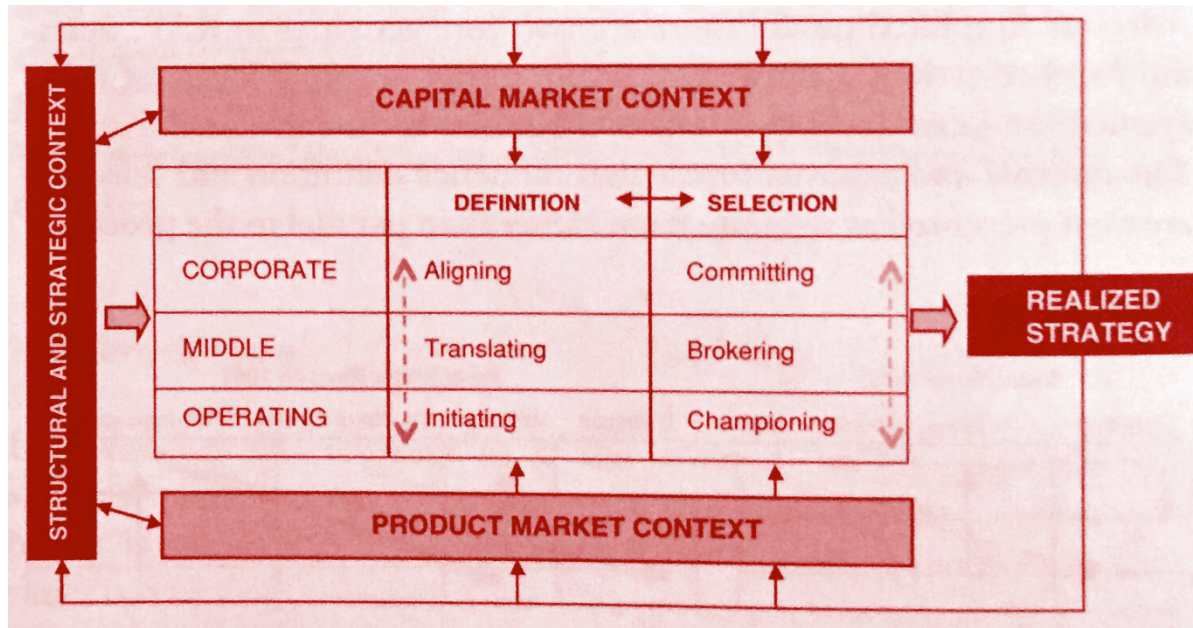 CAPITAL MARKET CONTEXT
STRUCTURAL AND STRATEGIC CONTEXT
DEFINITION SELECTION
CORPORATE Aligning Committing
MIDDLE Translating Brokering
OPERATING Initiating Championing
REALIZED
STRATEGY
PRODUCT MARKET CONTEXT